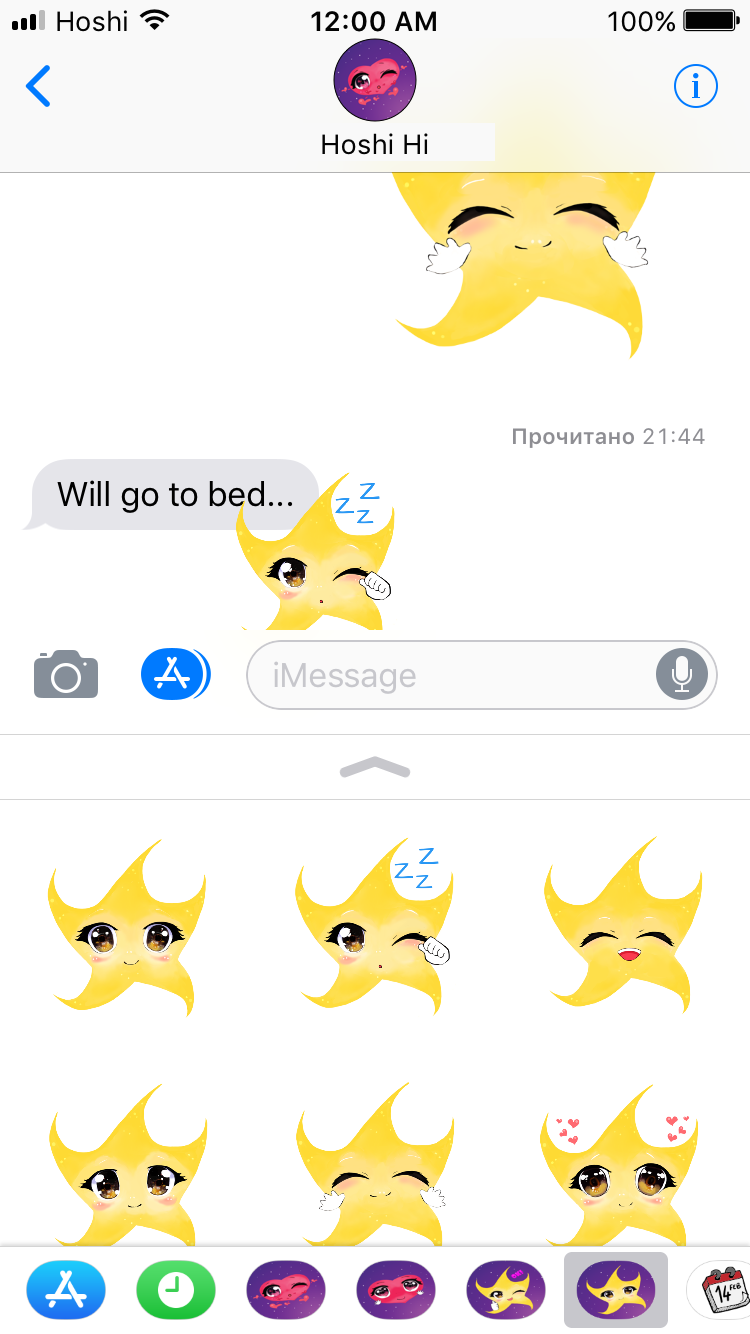 Hoshi 12:00 AM 100%
Hoshi Hi
Прочитано 21:44
Will go to bed...
Z Z Z
iMessage
Z Z Z
14 FEB